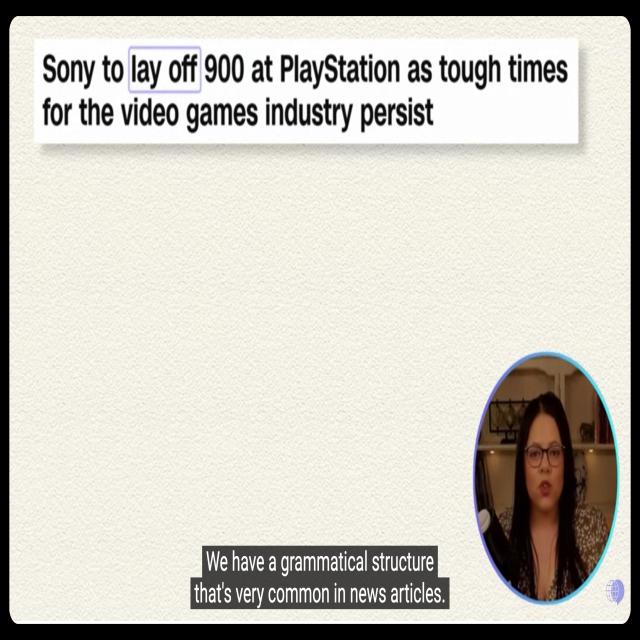 Sony to lay off 900 at PlayStation as tough times
for the video games industry persist
We have a grammatical structure
that's very common in news articles.